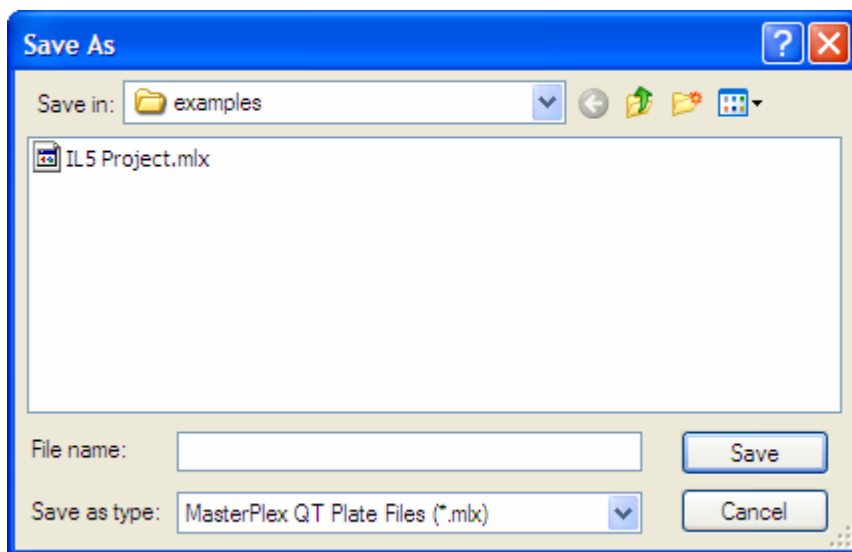 Save As
Save in: examples
IL5 Project.mlx
File name:
Save
Save as type: MasterPlex QT Plate Files (*.mlx)
Cancel